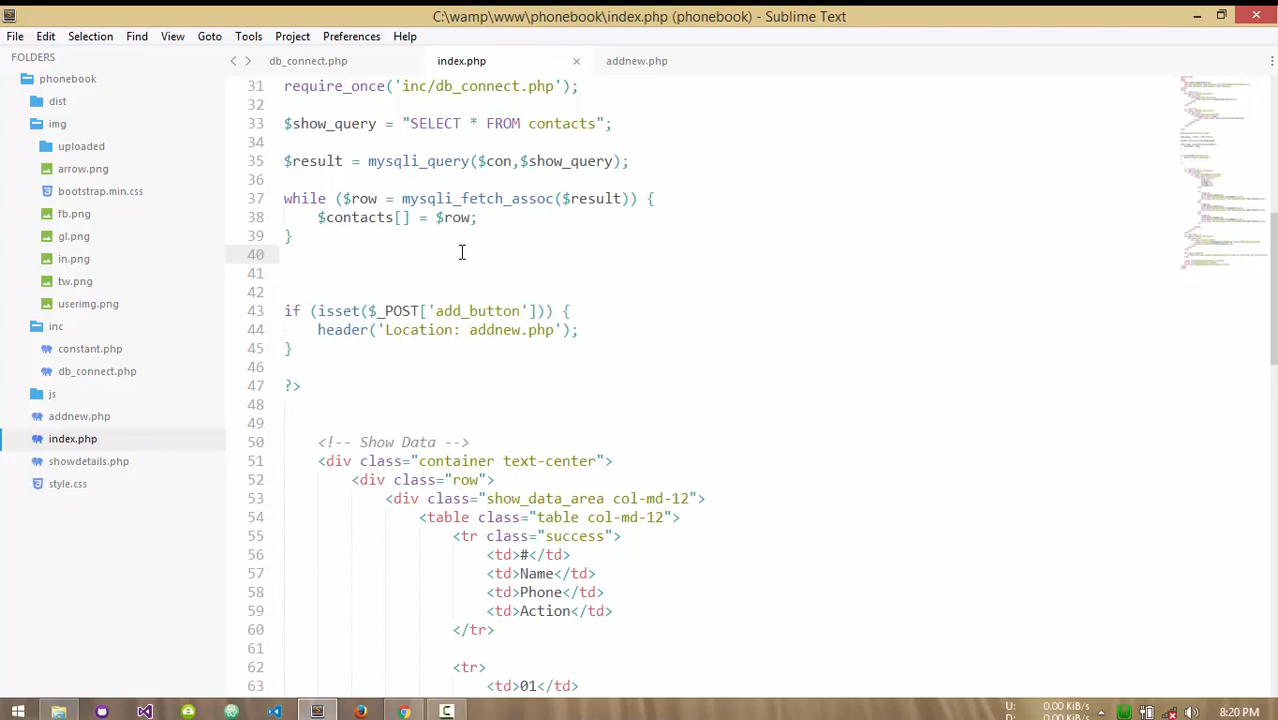 C:\wamp\www\phonebook\index.php (phonebook) - Sublime Text
File Edit Selection Find View Goto Tools Project Preferences Help
FOLDERS
phonebook
dist
img
uploaded
arrow.png
bootstrap.min.css
fb.png
gl.png
in.png
tw.png
userimg.png
inc
constant.php
db_connect.php
js
addnew.php
index.php
showdetails.php
style.css
db_connect.php index.php addnew.php
31 require_once('inc/db_connect.php');
32
33 $show_query = "SELECT * FROM contacts";
34
35 $result = mysqli_query($con,$show_query);
36
37 while ($row = mysqli_fetch_assoc($result)) {
38 $contacts[] = $row;
39 }
40
41
42
43 if (isset($_POST['add_button'])) {
44 header('Location: addnew.php');
45 }
46
47 ?>
48
49
50 <!-- Show Data -->
51 <div class="container text-center">
52 <div class="row">
53 <div class="show_data_area col-md-12">
54 <table class="table col-md-12">
55 <tr class="success">
56 <td>#</td>
57 <td>Name</td>
58 <td>Phone</td>
59 <td>Action</td>
60 </tr>
61
62 <tr>
63 <td>01</td>
U: 0.00 KiB/s
D: 0.00 KiB/s
8:20 PM